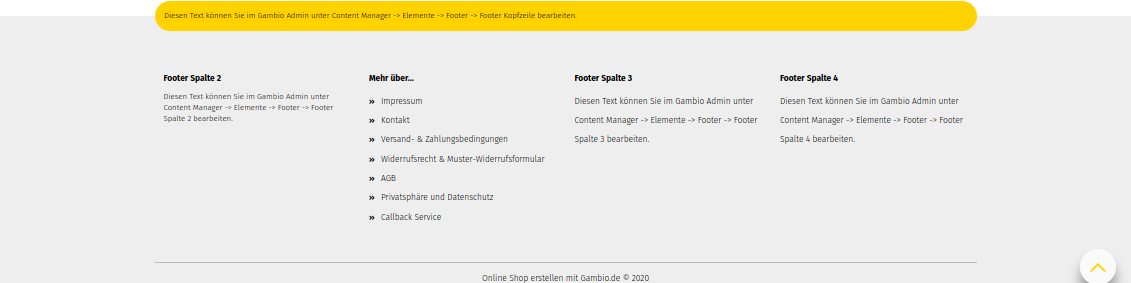 Diesen Text können Sie im Gambio Admin unter Content Manager -> Elemente -> Footer -> Footer Kopfzeile bearbeiten.
Footer Spalte 2
Diesen Text können Sie im Gambio Admin unter
Content Manager -> Elemente -> Footer -> Footer
Spalte 2 bearbeiten.
Mehr über...
» Impressum
» Kontakt
» Versand- & Zahlungsbedingungen
» Widerrufsrecht & Muster-Widerrufsformular
» AGB
» Privatsphäre und Datenschutz
» Callback Service
Footer Spalte 3
Diesen Text können Sie im Gambio Admin unter
Content Manager -> Elemente -> Footer -> Footer
Spalte 3 bearbeiten.
Footer Spalte 4
Diesen Text können Sie im Gambio Admin unter
Content Manager -> Elemente -> Footer -> Footer
Spalte 4 bearbeiten.
Online Shop erstellen mit Gambio.de © 2020